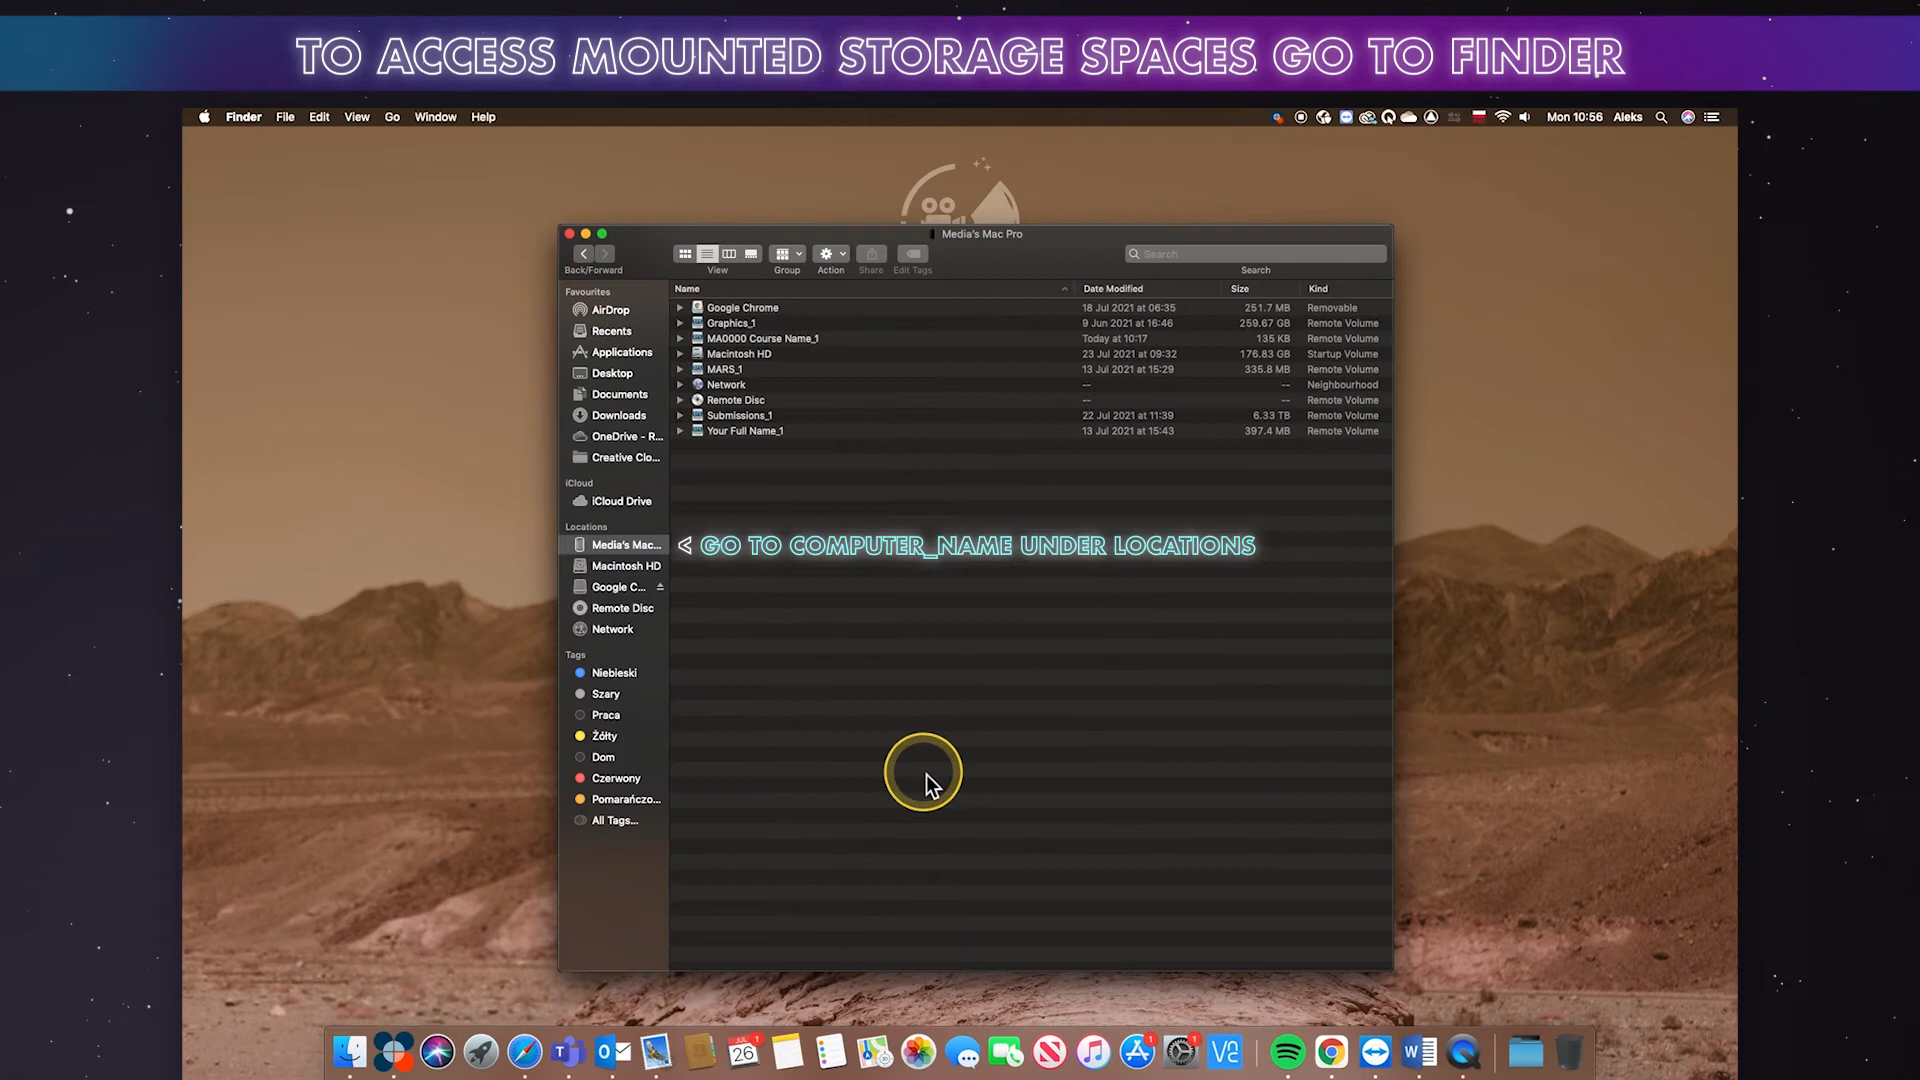 TO ACCESS MOUNTED STORAGE SPACES GO TO FINDER
Finder File Edit View Go Window Help
Mon 10:56 Aleks
Media's Mac Pro
Search
Back/Forward View Group Action Share Edit Tags Search
Name Date Modified Size Kind
Google Chrome 18 Jul 2021 at 06:35 251.7 MB Removable
Graphics_1 9 Jun 2021 at 16:46 259.67 GB Remote Volume
MA0000 Course Name_1 Today at 10:17 135 KB Remote Volume
Macintosh HD 23 Jul 2021 at 09:32 176.83 GB Startup Volume
MARS_1 13 Jul 2021 at 15:29 335.8 MB Remote Volume
Network -- -- Neighbourhood
Remote Disc -- -- Remote Volume
Submissions_1 22 Jul 2021 at 11:39 6.33 TB Remote Volume
Your Full Name_1 13 Jul 2021 at 15:43 397.4 MB Remote Volume
Favourites
AirDrop
Recents
Applications
Desktop
Documents
Downloads
OneDrive - R...
Creative Clo...
iCloud
iCloud Drive
Locations
Media's Mac...
Macintosh HD
Google C...
Remote Disc
Network
< GO TO COMPUTER_NAME UNDER LOCATIONS
Tags
Niebieski
Szary
Praca
Żółty
Dom
Czerwony
Pomarańczo...
All Tags...
JUL
26
1
1
1